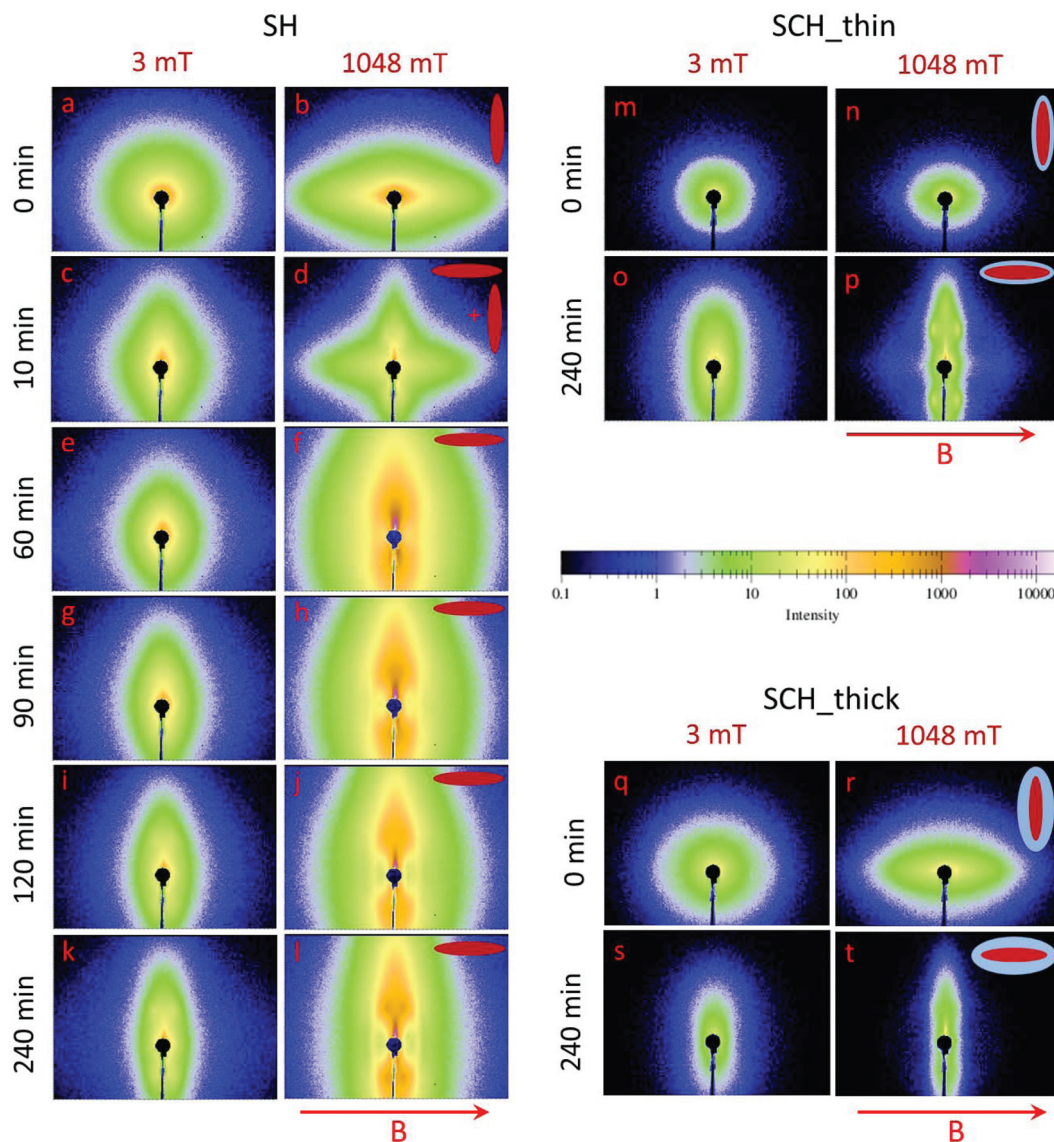 SH
3 mT 1048 mT
0 min
a b
10 min
c d
+
60 min
e f
90 min
g h
120 min
i j
240 min
k l
B
SCH_thin
3 mT 1048 mT
0 min
m n
240 min
o p
B
0.1 1 10 100 1000 10000
Intensity
SCH_thick
3 mT 1048 mT
0 min
q r
240 min
s t
B